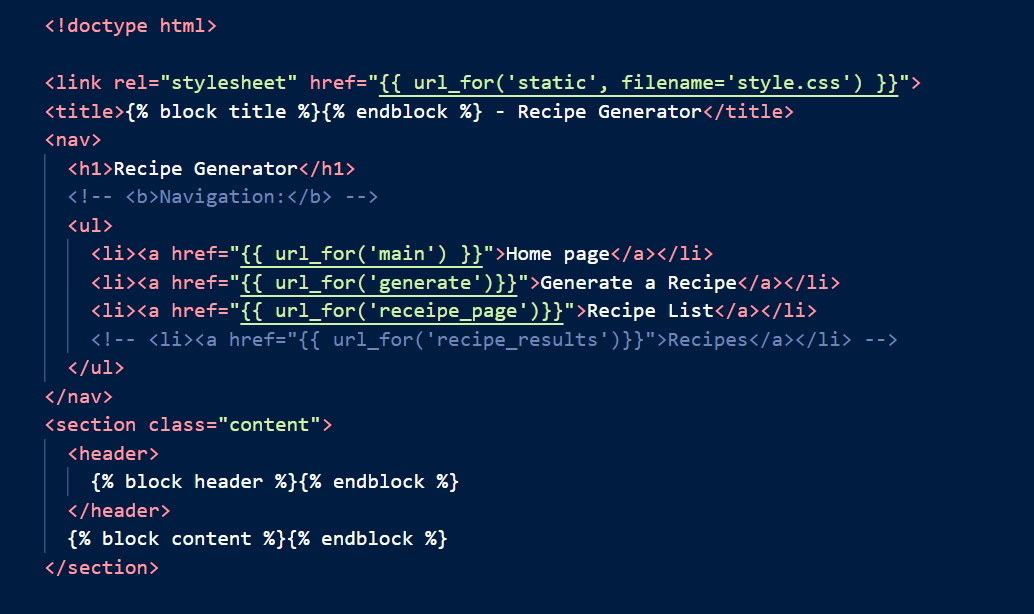 <!doctype html>
<link rel="stylesheet" href="{{ url_for('static', filename='style.css') }}">
<title>{% block title %}{% endblock %} - Recipe Generator</title>
<nav>
<h1>Recipe Generator</h1>
<!-- <b>Navigation:</b> -->
<ul>
<li><a href="{{ url_for('main') }}">Home page</a></li>
<li><a href="{{ url_for('generate')}}">Generate a Recipe</a></li>
<li><a href="{{ url_for('receipe_page')}}">Recipe List</a></li>
<!-- <li><a href="{{ url_for('recipe_results')}}">Recipes</a></li> -->
</ul>
</nav>
<section class="content">
<header>
{% block header %}{% endblock %}
</header>
{% block content %}{% endblock %}
</section>